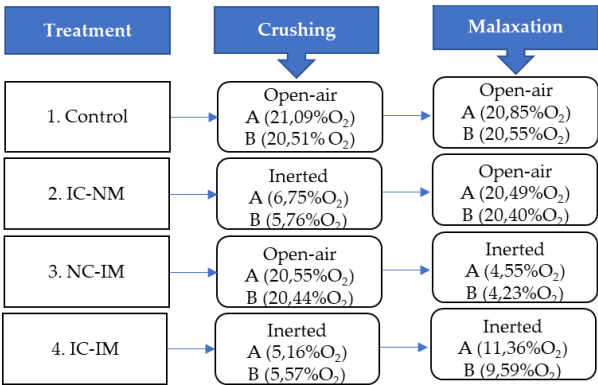 Treatment
Crushing
Malaxation
1. Control
Open-air
A (21,09%O₂)
B (20,51% O₂)
Open-air
A (20,85%O₂)
B (20,55%O₂)
2. IC-NM
Inerted
A (6,75%O₂)
B (5,76%O₂)
Open-air
A (20,49%O₂)
B (20,40%O₂)
3. NC-IM
Open-air
A (20,55%O₂)
B (20,44%O₂)
Inerted
A (4,55%O₂)
B (4,23%O₂)
4. IC-IM
Inerted
A (5,16%O₂)
B (5,57%O₂)
Inerted
A (11,36%O₂)
B (9,59%O₂)